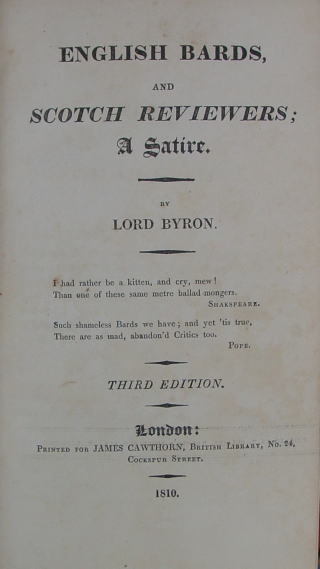 ENGLISH BARDS,
AND
SCOTCH REVIEWERS;
A Satire.
BY
LORD BYRON.
I had rather be a kitten, and cry, mew!
Than one of these same metre ballad-mongers.
SHAKSPEARE.
Such shameless Bards we have; and yet 'tis true,
There are as mad, abandon'd Critics too.
POPE.
THIRD EDITION.
London:
PRINTED FOR JAMES CAWTHORN, BRITISH LIBRARY, No. 24,
COCKSPUR STREET.
1810.